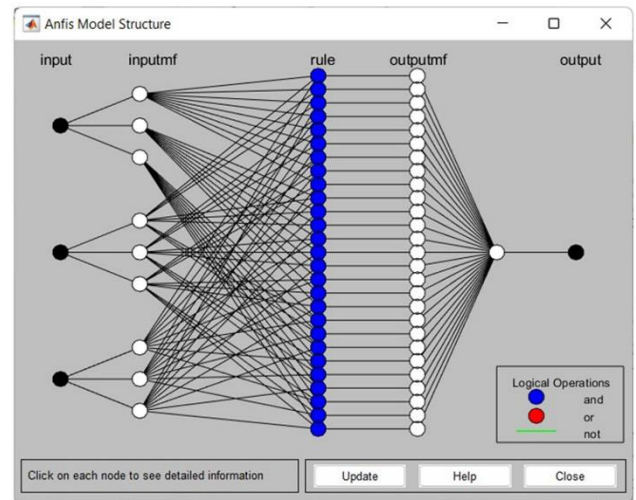 Anfis Model Structure
input inputmf rule outputmf output
Logical Operations
and
or
not
Click on each node to see detailed information
Update Help Close